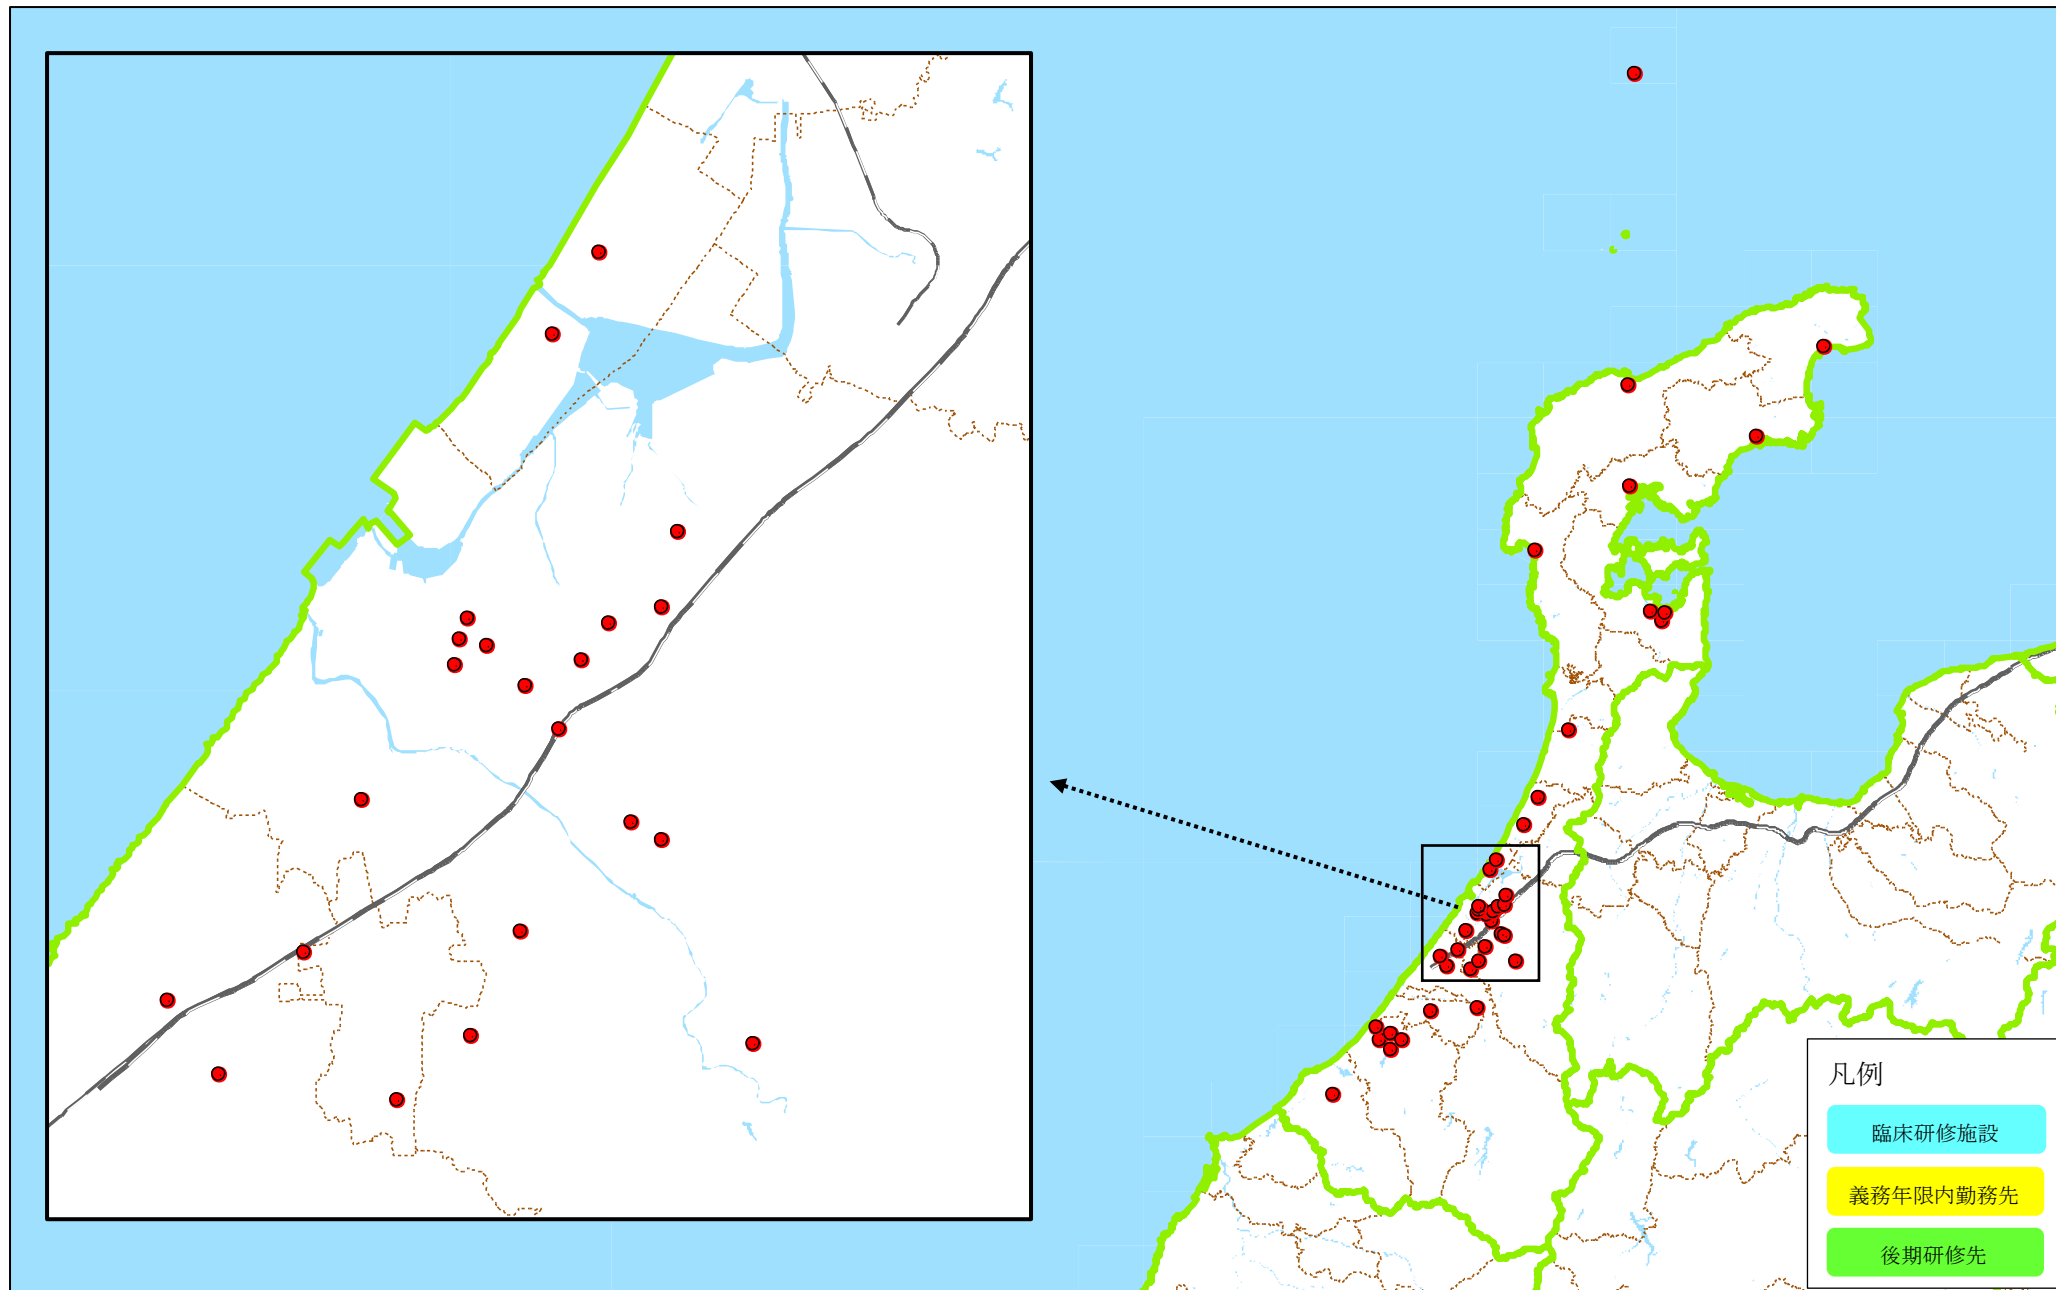 凡例
臨床研修施設
義務年限内勤務先
後期研修先